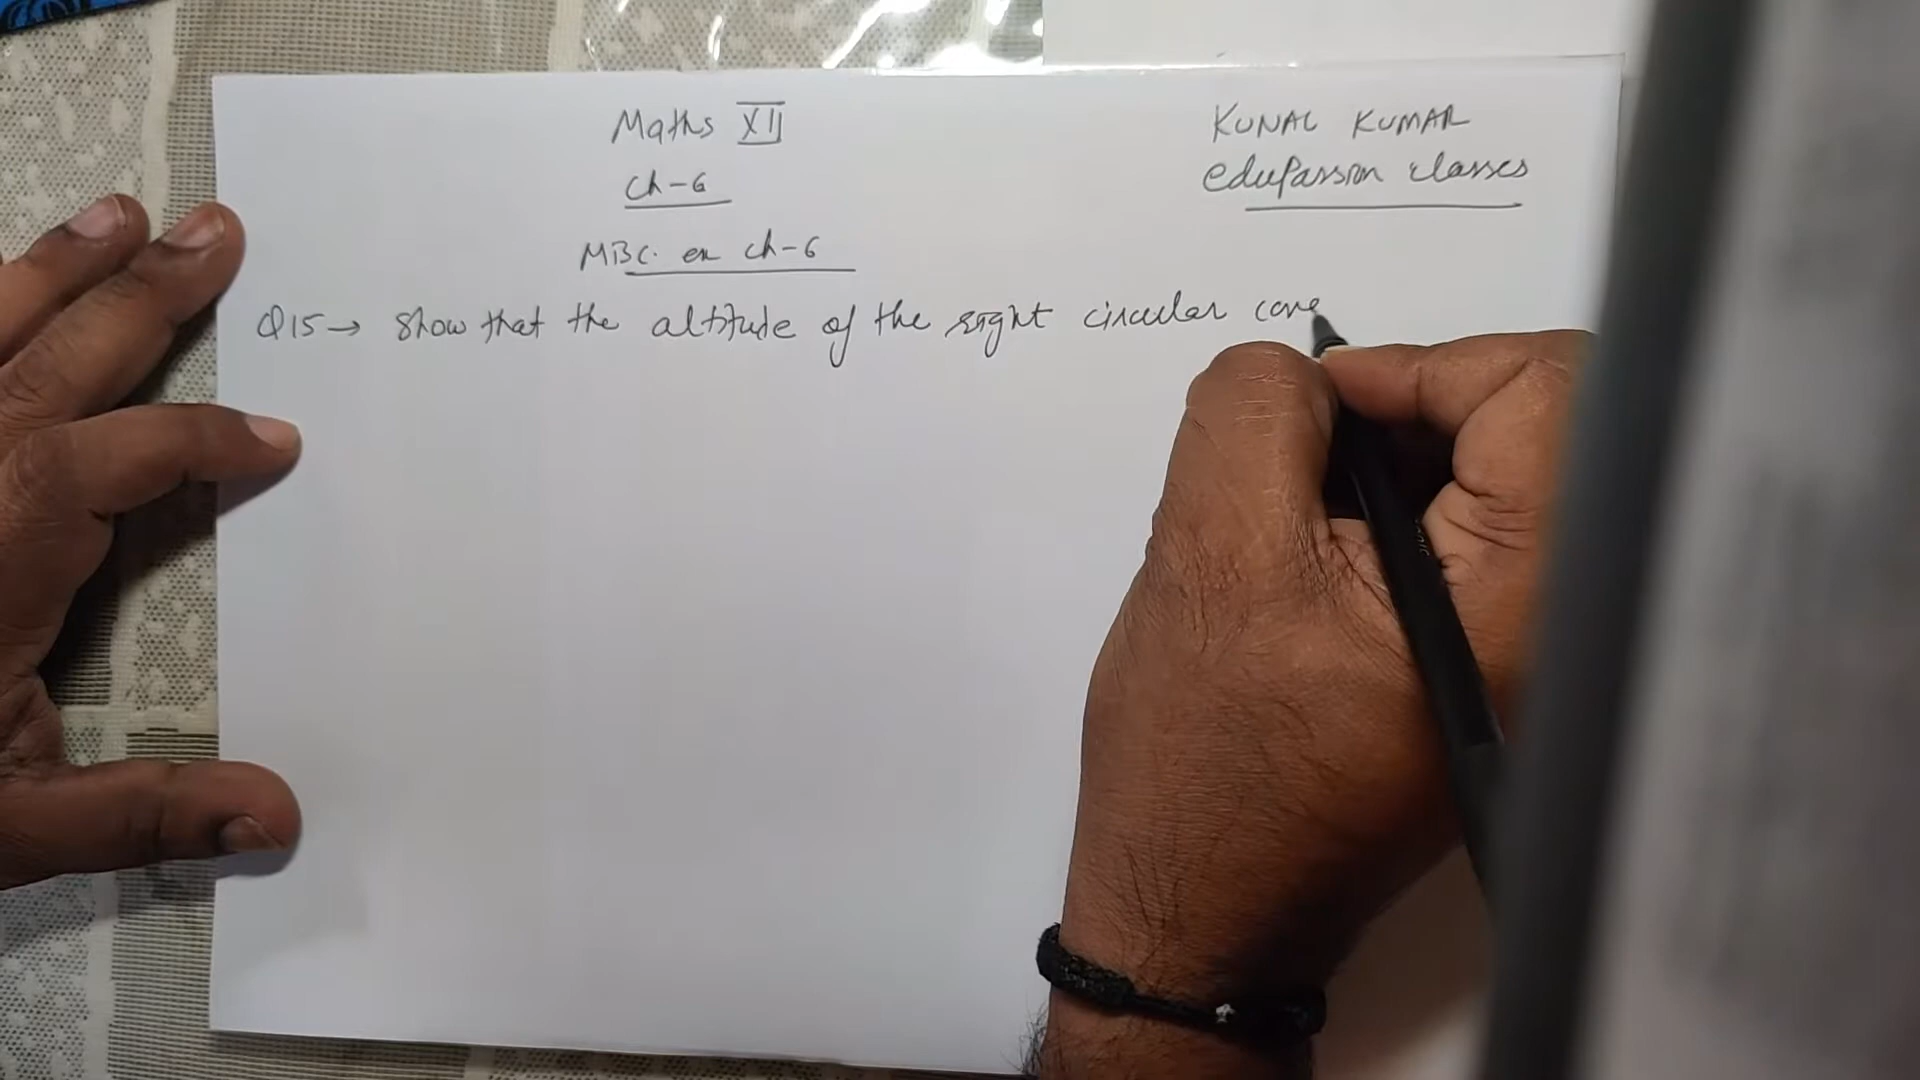 Maths XII
Ch-6
MBC. on ch-6
KUNAL KUMAR
eduPassion classes
Q15→ Show that the altitude of the right circular cone